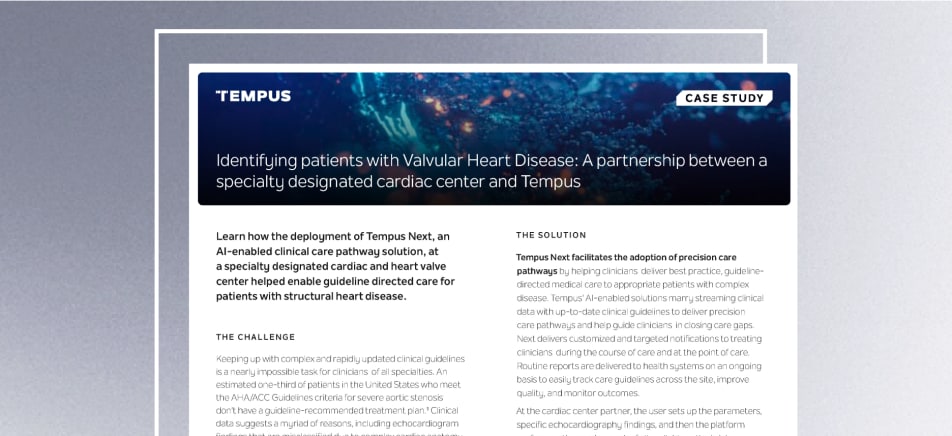 TEMPUS
CASE STUDY
Identifying patients with Valvular Heart Disease: A partnership between a
specialty designated cardiac center and Tempus
Learn how the deployment of Tempus Next, an
AI-enabled clinical care pathway solution, at
a specialty designated cardiac and heart valve
center helped enable guideline directed care for
patients with structural heart disease.
THE CHALLENGE
Keeping up with complex and rapidly updated clinical guidelines
is a nearly impossible task for clinicians of all specialties. An
estimated one-third of patients in the United States who meet
the AHA/ACC Guidelines criteria for severe aortic stenosis
don't have a guideline-recommended treatment plan. Clinical
data suggests a myriad of reasons, including echocardiogram
THE SOLUTION
Tempus Next facilitates the adoption of precision care
pathways by helping clinicians deliver best practice, guideline-
directed medical care to appropriate patients with complex
disease. Tempus' AI-enabled solutions marry streaming clinical
data with up-to-date clinical guidelines to deliver precision
care pathways and help guide clinicians in closing care gaps.
Next delivers customized and targeted notifications to treating
clinicians during the course of care and at the point of care.
Routine reports are delivered to health systems on an ongoing
basis to easily track care guidelines across the site, improve
quality, and monitor outcomes.
At the cardiac center partner, the user sets up the parameters,
specific echocardiography findings, and then the platform